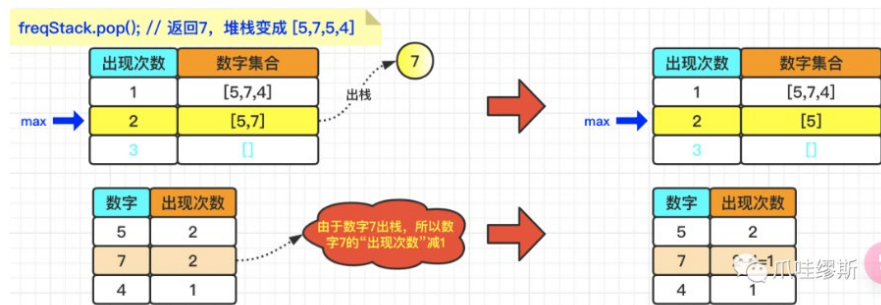 freqStack.pop(); // 返回7，堆栈变成 [5,7,5,4]
出现次数 数字集合
1 [5,7,4]
max 2 [5,7]
3 []
7
出栈
出现次数 数字集合
1 [5,7,4]
max 2 [5]
3 []
数字 出现次数
5 2
7 2
4 1
由于数字7出栈，所以数
字7的“出现次数”减1
数字 出现次数
5 2
7 =1
4 1
爪哇缪斯